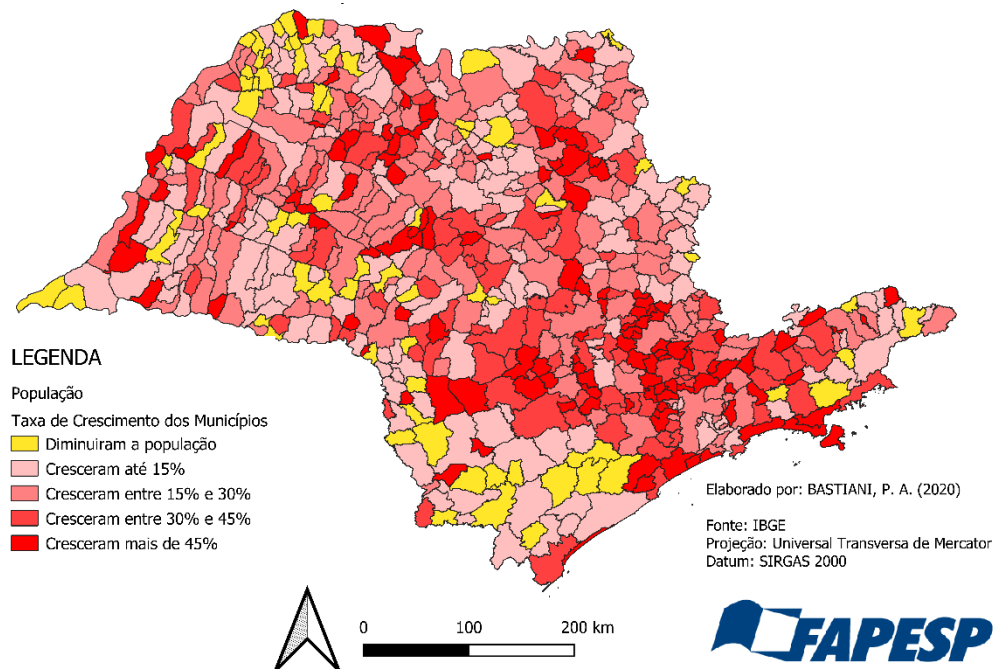 LEGENDA
População
Taxa de Crescimento dos Municípios
Diminuiram a população
Cresceram até 15%
Cresceram entre 15% e 30%
Cresceram entre 30% e 45%
Cresceram mais de 45%
Elaborado por: BASTIANI, P. A. (2020)
Fonte: IBGE
Projeção: Universal Transversa de Mercator
Datum: SIRGAS 2000
0 100 200 km
FAPESP